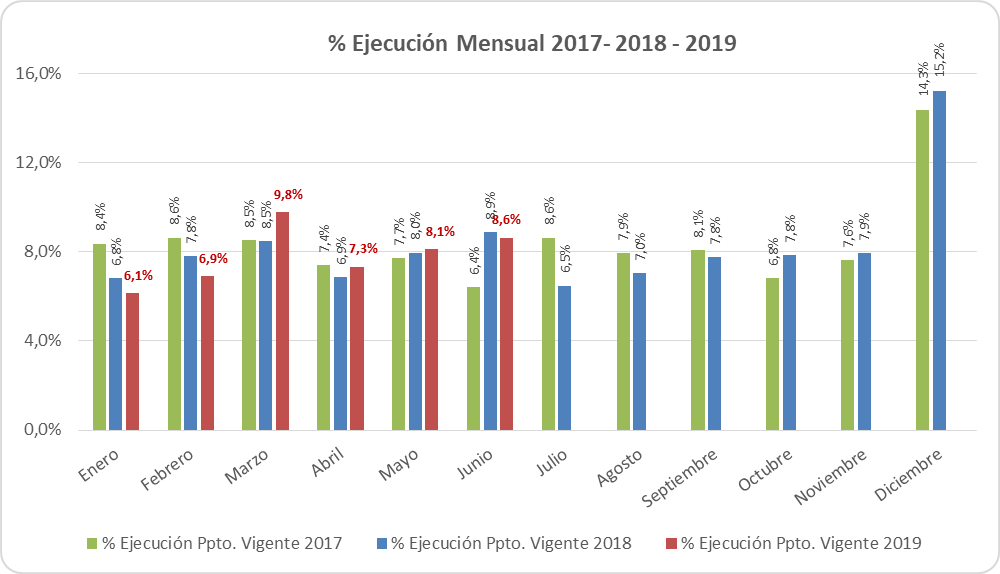 % Ejecución Mensual 2017- 2018 - 2019
16,0%
12,0%
8,0%
4,0%
0,0%
8,4%
6,8%
6,1%
8,6%
7,8%
6,9%
8,5%
8,5%
9,8%
7,4%
6,9%
7,3%
7,7%
8,0%
8,1%
6,4%
8,9%
8,6%
8,6%
6,5%
7,9%
7,0%
8,1%
7,8%
6,8%
7,8%
7,6%
7,9%
14,3%
15,2%
Enero
Febrero
Marzo
Abril
Mayo
Junio
Julio
Agosto
Septiembre
Octubre
Noviembre
Diciembre
% Ejecución Ppto. Vigente 2017
% Ejecución Ppto. Vigente 2018
% Ejecución Ppto. Vigente 2019